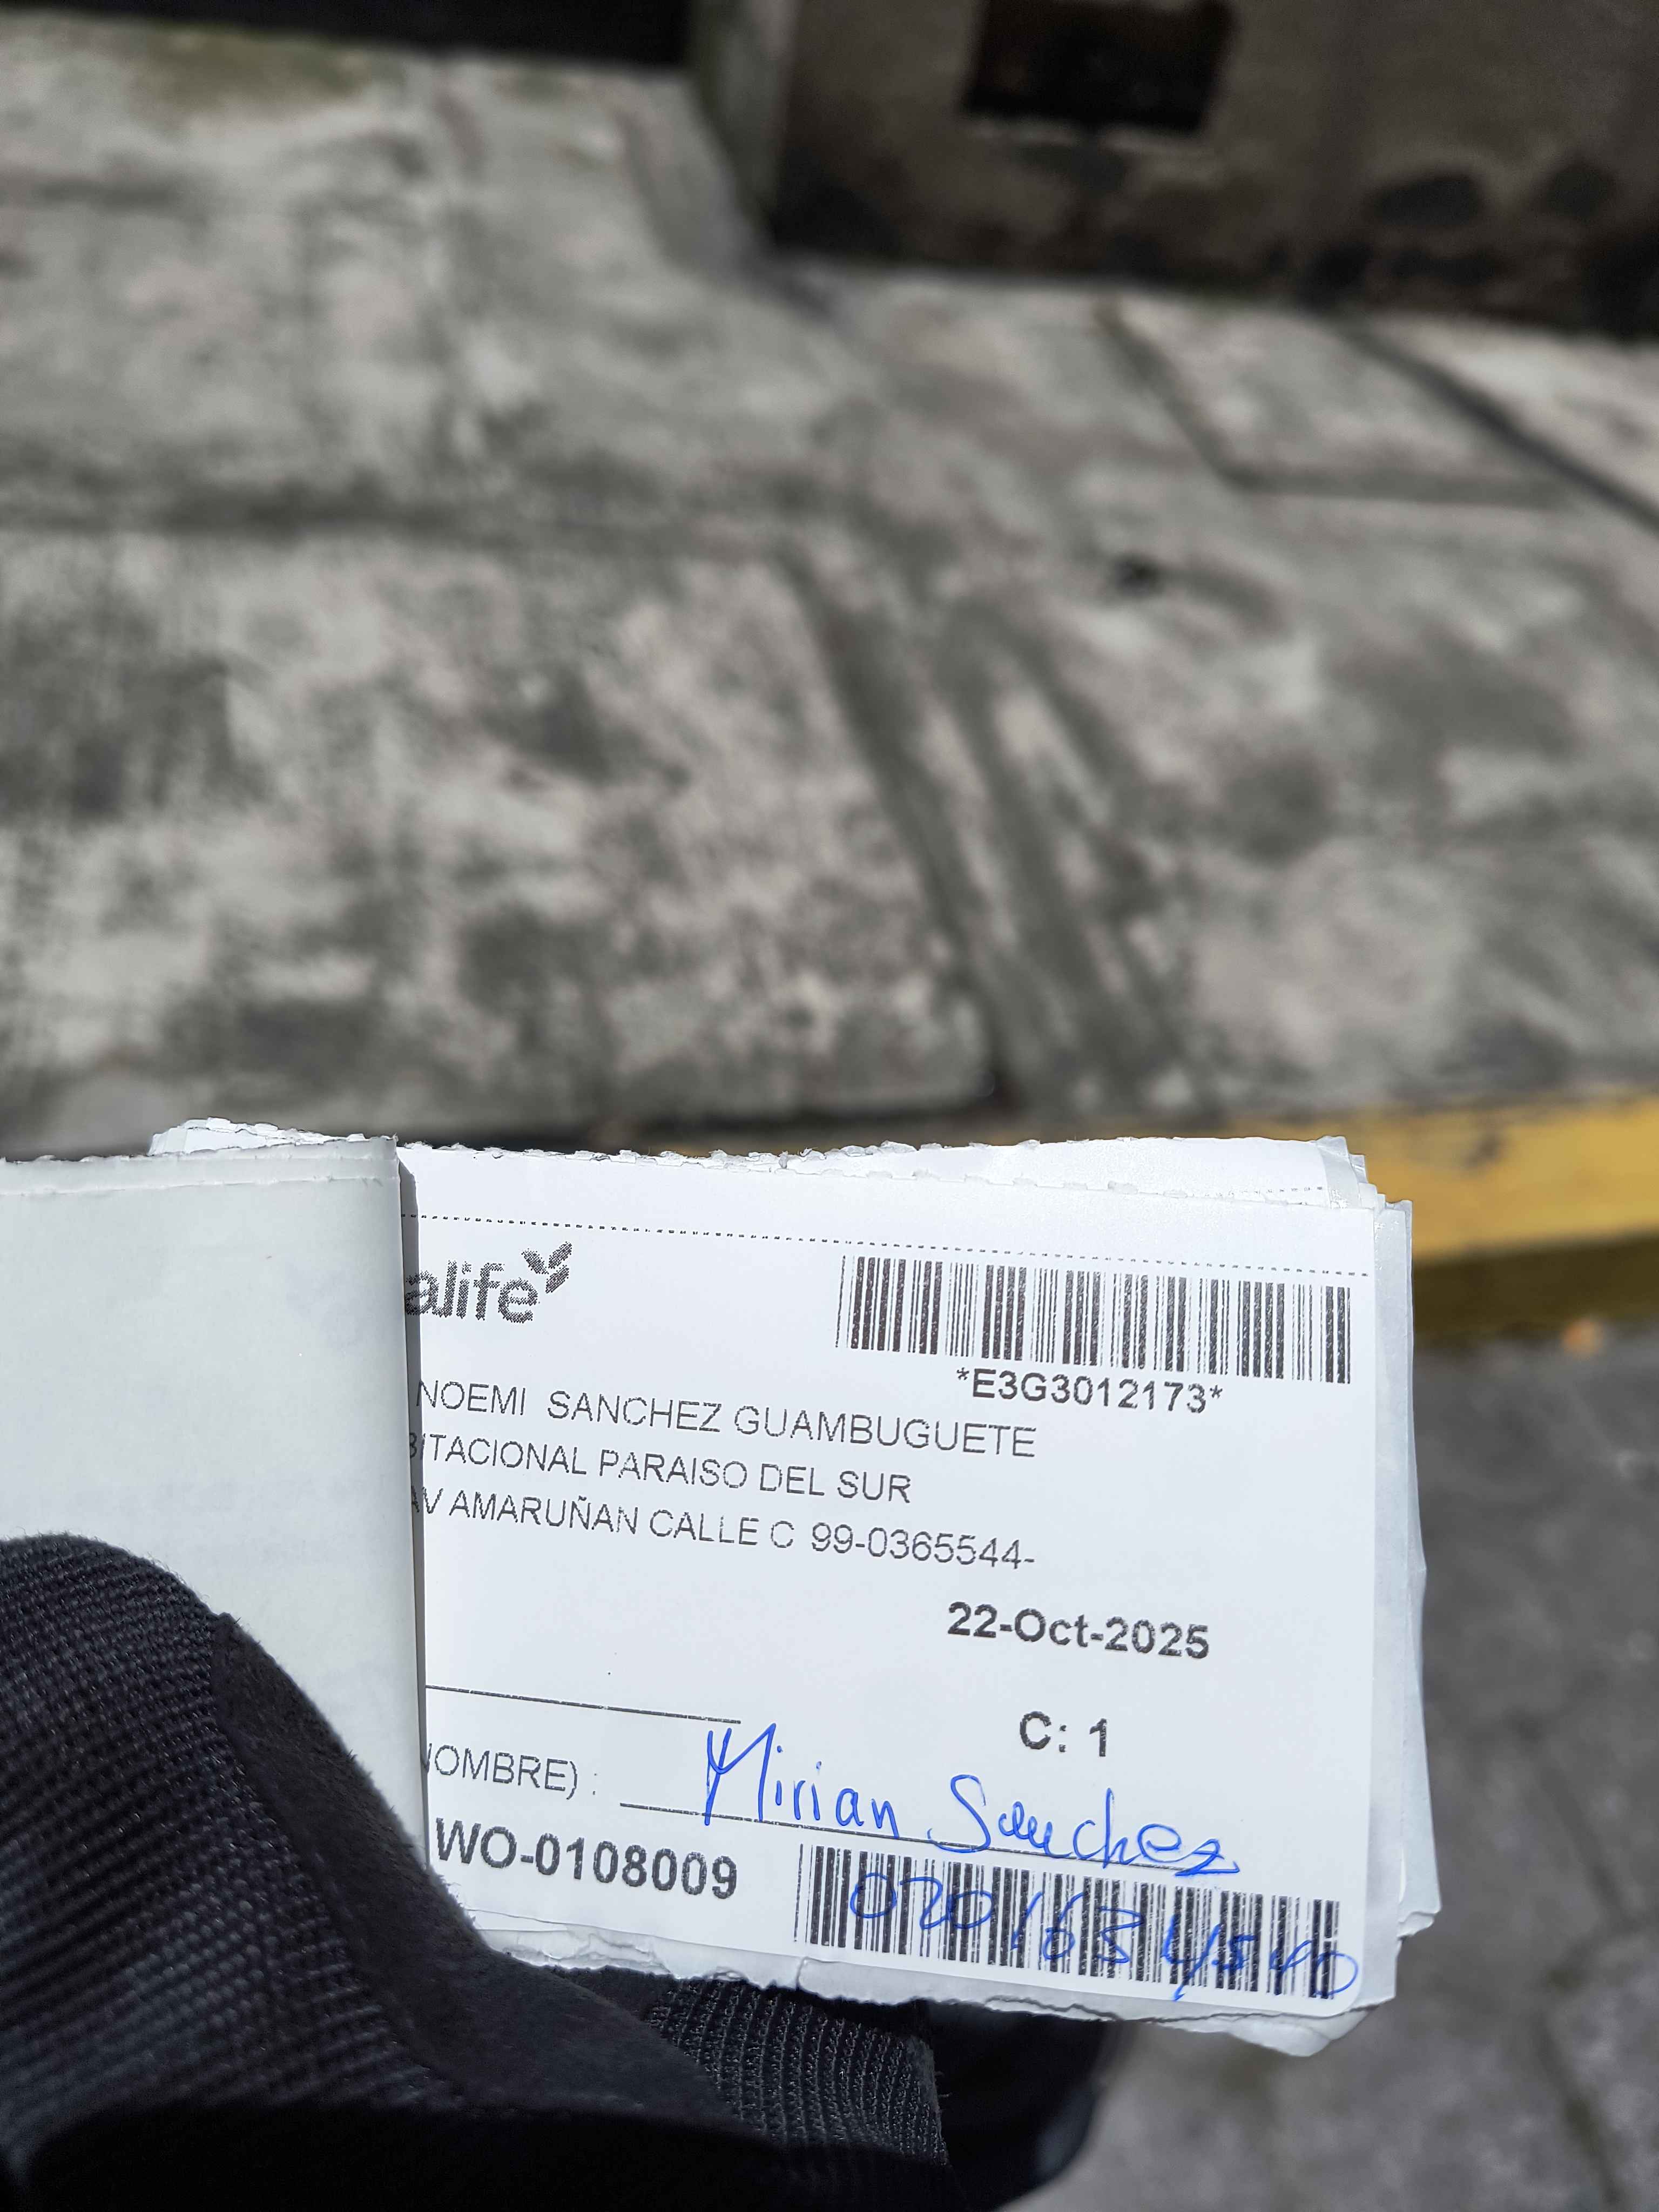 alife
*E3G3012173*
NOEMI SANCHEZ GUAMBUGUETE
BITACIONAL PARAISO DEL SUR
AV AMARUÑAN CALLE C 99-0365544-
22-Oct-2025
C: 1
NOMBRE) : Mirian Sanchez
WO-0108009